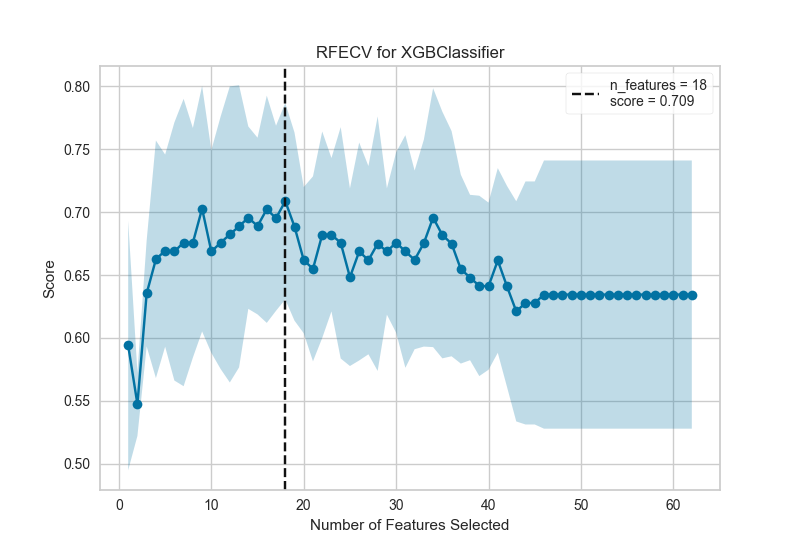 RFECV for XGBClassifier
n_features = 18
score = 0.709
0.80
0.75
0.70
0.65
0.60
0.55
0.50
Score
0 10 20 30 40 50 60
Number of Features Selected